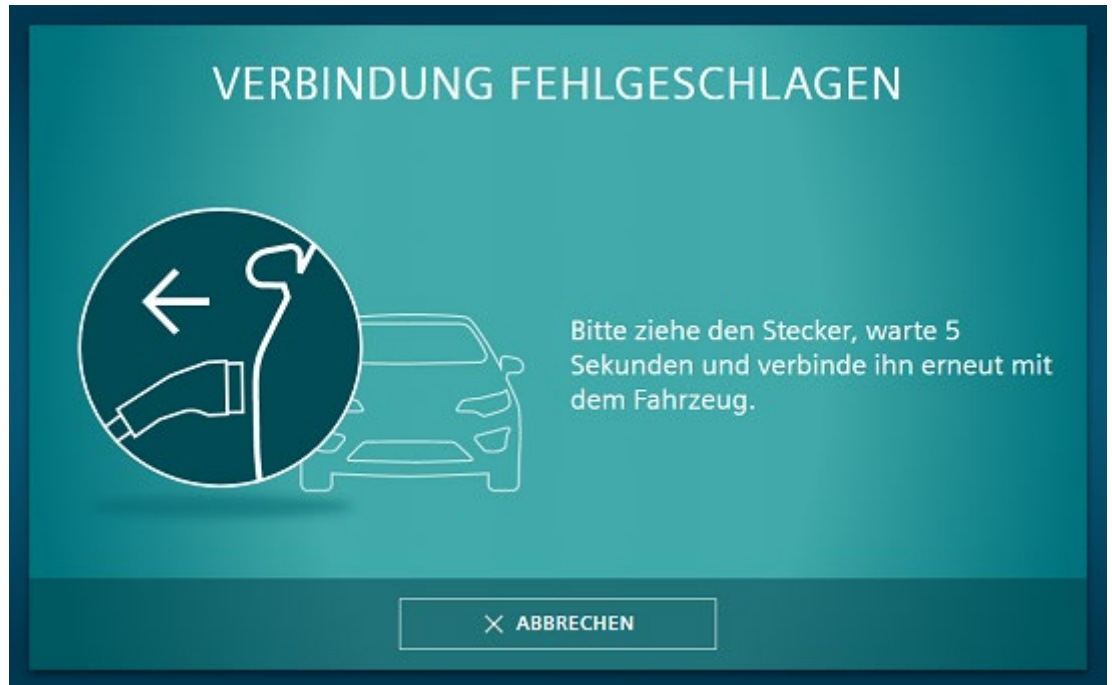 VERBINDUNG FEHLGESCHLAGEN
Bitte ziehe den Stecker, warte 5
Sekunden und verbinde ihn erneut mit
dem Fahrzeug.
ABBRECHEN